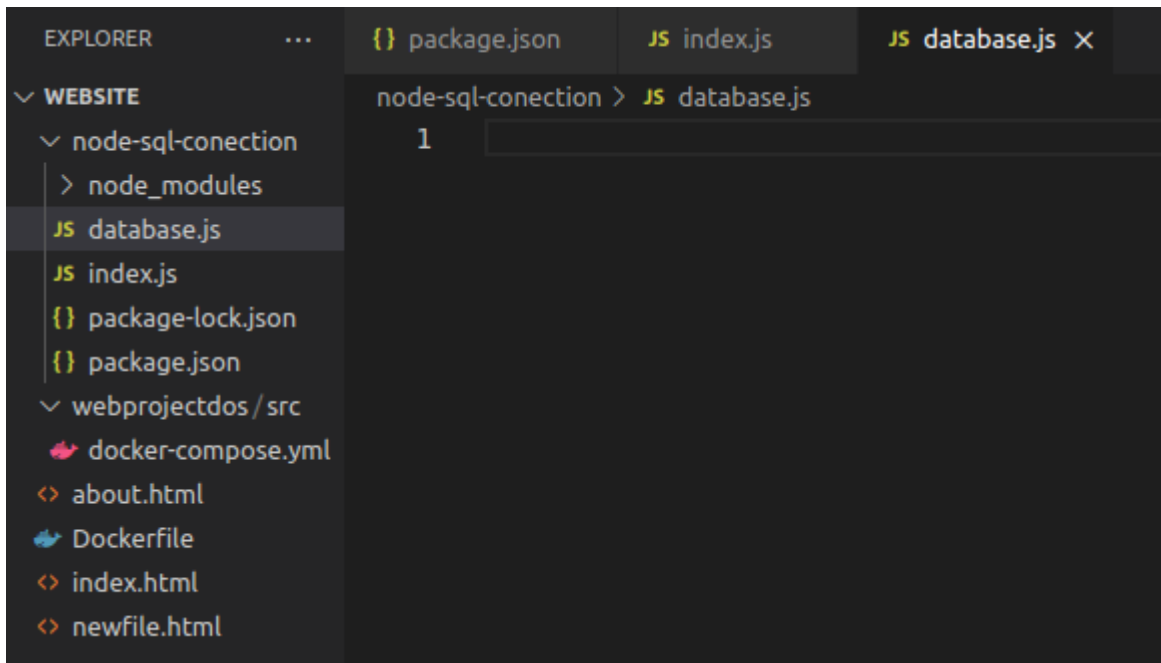 EXPLORER ...
{} package.json JS index.js JS database.js ×
WEBSITE
node-sql-conection > JS database.js
node-sql-conection
1
node_modules
JS database.js
JS index.js
{} package-lock.json
{} package.json
webprojectdos / src
docker-compose.yml
<> about.html
Dockerfile
<> index.html
<> newfile.html